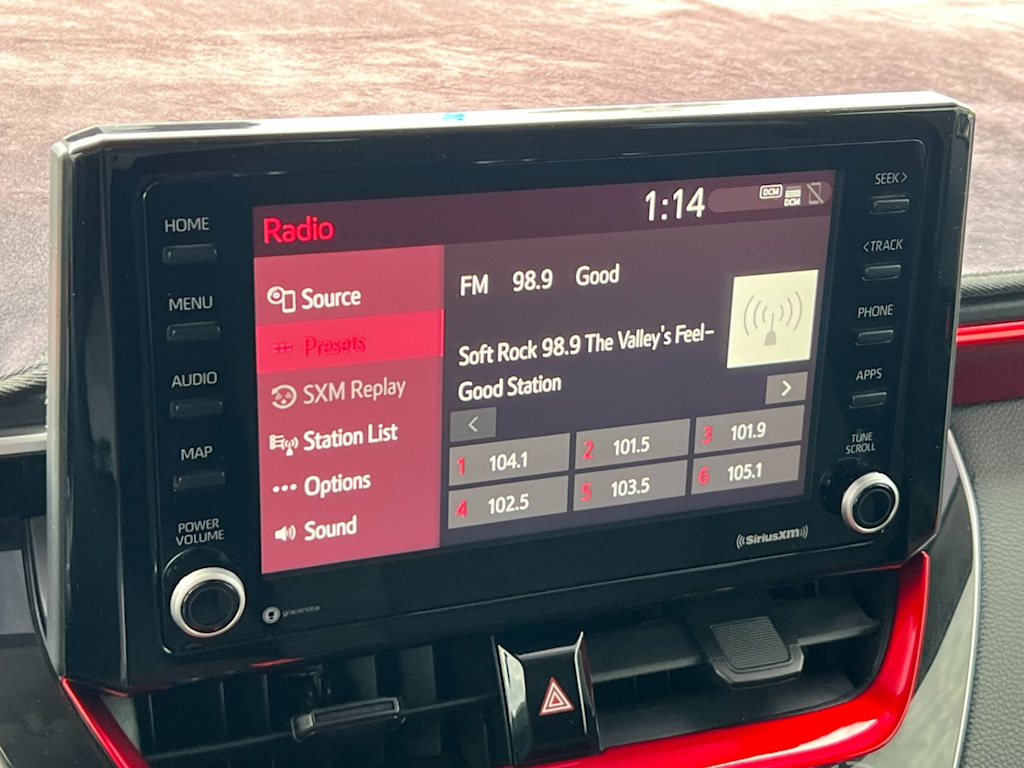 SEEK >
HOME
Radio
1:14
DCM
DCM
< TRACK
MENU
Source
FM 98.9 Good
PHONE
Presets
Soft Rock 98.9 The Valley's Feel-
Good Station
AUDIO
SXM Replay
APPS
MAP
Station List
1 104.1
2 101.5
3 101.9
TUNE
SCROLL
Options
4 102.5
5 103.5
6 105.1
POWER
VOLUME
Sound
SiriusXM
gracenote